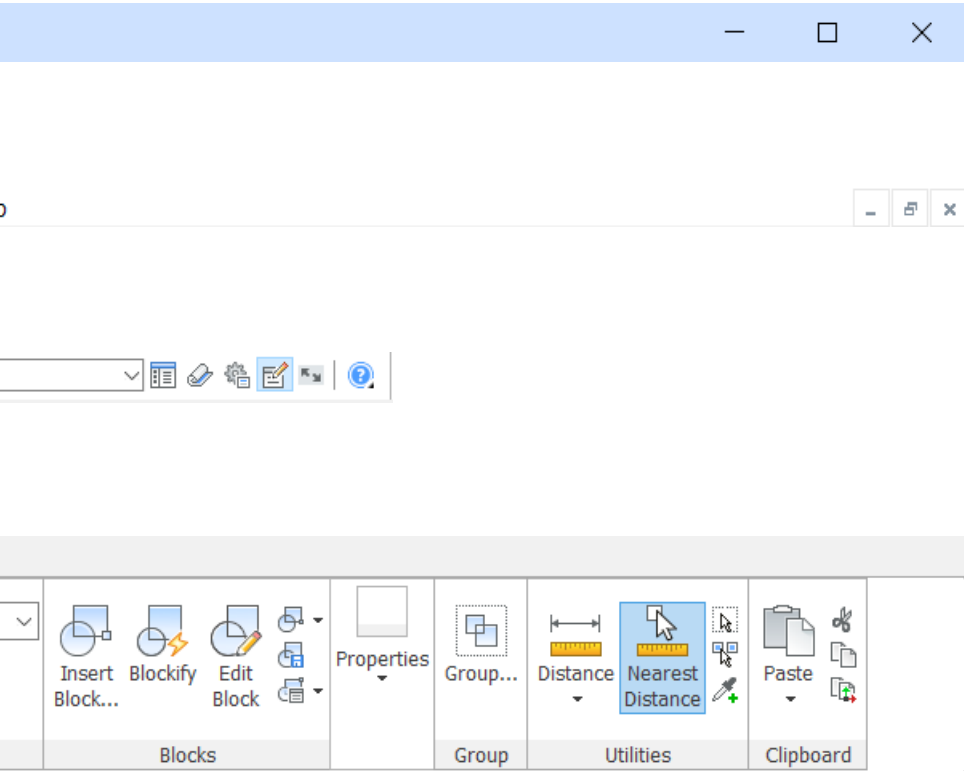 Insert
Block...
Blockify
Edit
Block
Properties
Group...
Distance
Nearest
Distance
Paste
Blocks
Group
Utilities
Clipboard